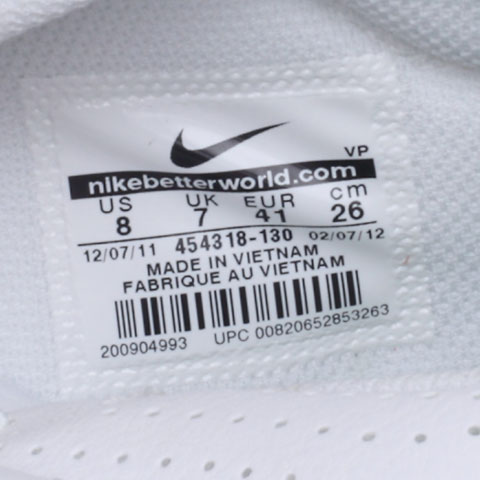 VP
nikebetterworld.com
US UK EUR cm
8 7 41 26
12/07/11 454318-130 02/07/12
MADE IN VIETNAM
FABRIQUE AU VIETNAM
200904993 UPC 00820652853263